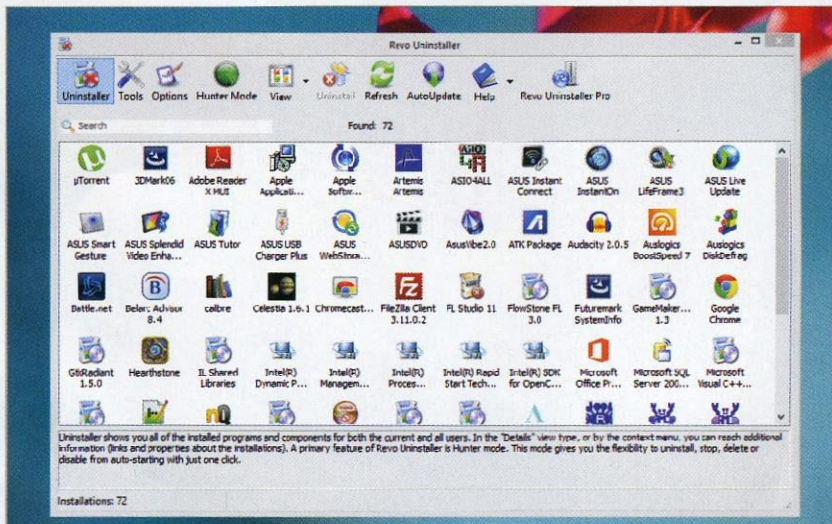 Revo Uninstaller
Uninstaller Tools Options Hunter Mode View Uninstall Refresh AutoUpdate Help Revo Uninstaller Pro
Search Found: 72
µTorrent 3DMark06 Adobe Reader Apple Apple Artemis ASIO4ALL ASUS Instant ASUS ASUS ASUS Live
X MUI Applicati... Softwr... Artemis Connect InstantOn LifeFrame3 Update
ASUS Smart ASUS Splendid ASUS Tutor ASUS USB ASUS ASUSDVD AsusVibe2.0 ATK Package Audacity 2.0.5 Auslogics Auslogics
Gesture Video Enha... Charger Plus WebStora... BoostSpeed 7 DiskDefrag
Battle.net Belarc Advisor calibre Celestia 1.6.1 Chromecast... FileZilla Client FL Studio 11 FlowStone FL Futuremark GameMaker... Google
8.4 3.11.0.2 3.0 SystemInfo 1.3 Chrome
GtkRadiant Hearthstone IL Shared Intel(R) Intel(R) Intel(R) Intel(R) Rapid Intel(R) SDK Microsoft Microsoft SQL Microsoft
1.5.0 Libraries Dynamic P... Managem... Proces... Start Tech... for OpenC... Office Pr... Server 200... Visual C++...
Uninstaller shows you all of the installed programs and components for both the current and all users. In the "Details" view type, or by the context menu, you can reach additional
information (links and properties about the installations). A primary feature of Revo Uninstaller is Hunter mode. This mode gives you the flexibility to uninstall, stop, delete or
disable from auto-starting with just one click.
Installations: 72